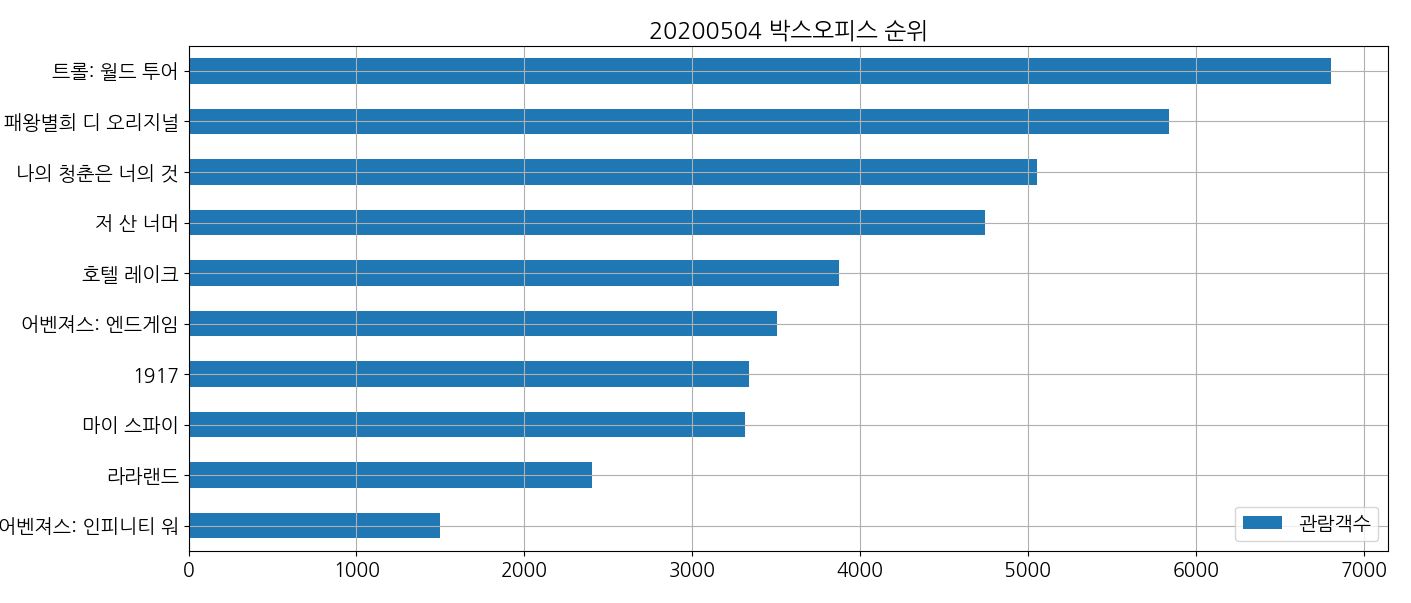 20200504 박스오피스 순위
트롤: 월드 투어
패왕별희 디 오리지널
나의 청춘은 너의 것
저 산 너머
호텔 레이크
어벤져스: 엔드게임
1917
마이 스파이
라라랜드
어벤져스: 인피니티 워
관람객수
0 1000 2000 3000 4000 5000 6000 7000